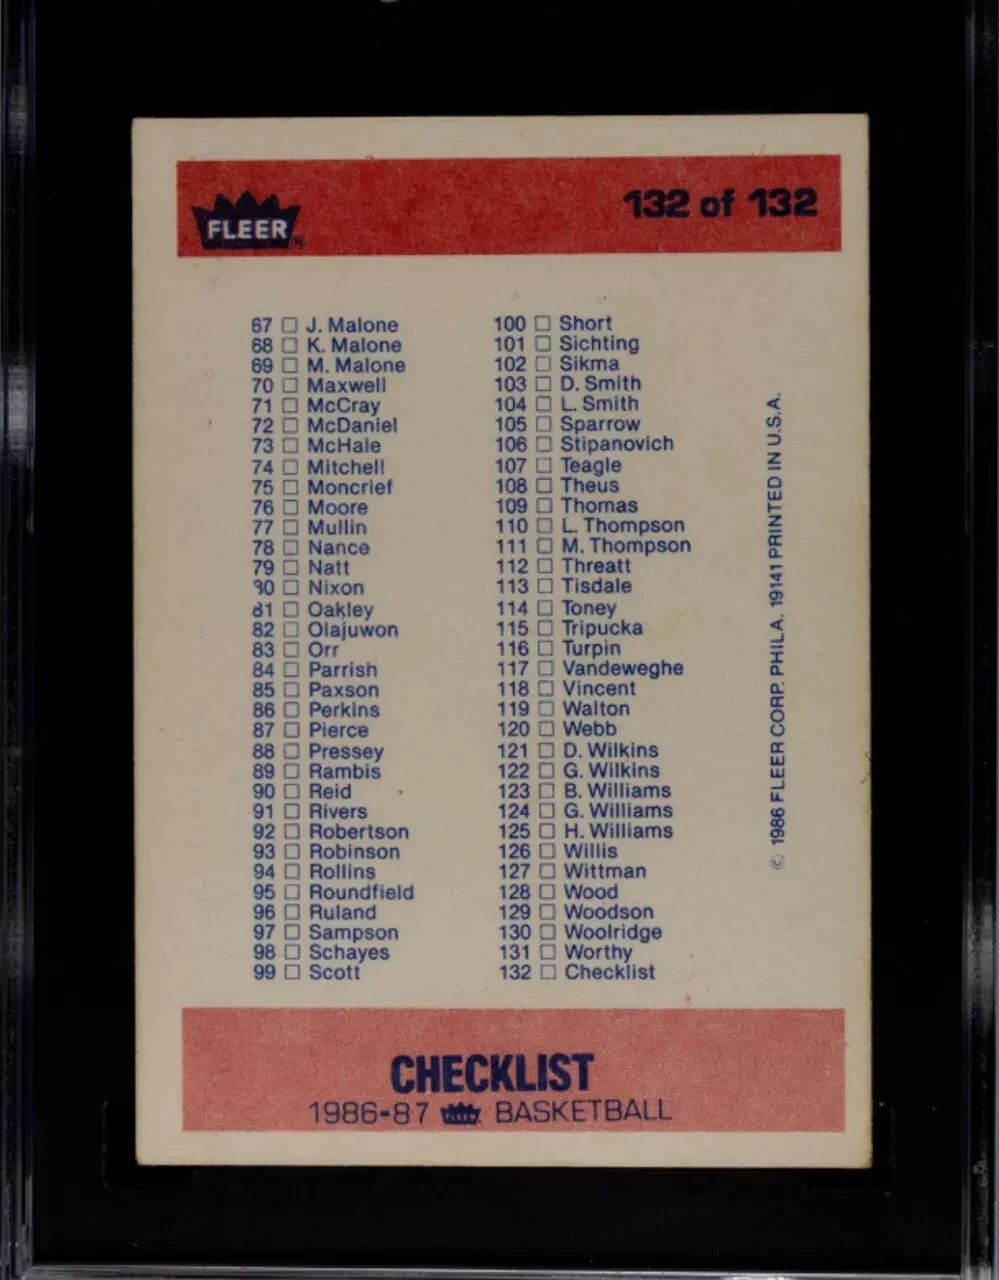 FLEER®
132 of 132
67 □ J. Malone
68 □ K. Malone
69 □ M. Malone
70 □ Maxwell
71 □ McCray
72 □ McDaniel
73 □ McHale
74 □ Mitchell
75 □ Moncrief
76 □ Moore
77 □ Mullin
78 □ Nance
79 □ Natt
80 □ Nixon
81 □ Oakley
82 □ Olajuwon
83 □ Orr
84 □ Parrish
85 □ Paxson
86 □ Perkins
87 □ Pierce
88 □ Pressey
89 □ Rambis
90 □ Reid
91 □ Rivers
92 □ Robertson
93 □ Robinson
94 □ Rollins
95 □ Roundfield
96 □ Ruland
97 □ Sampson
98 □ Schayes
99 □ Scott
100 □ Short
101 □ Sichting
102 □ Sikma
103 □ D. Smith
104 □ L. Smith
105 □ Sparrow
106 □ Stipanovich
107 □ Teagle
108 □ Theus
109 □ Thomas
110 □ L. Thompson
111 □ M. Thompson
112 □ Threatt
113 □ Tisdale
114 □ Toney
115 □ Tripucka
116 □ Turpin
117 □ Vandeweghe
118 □ Vincent
119 □ Walton
120 □ Webb
121 □ D. Wilkins
122 □ G. Wilkins
123 □ B. Williams
124 □ G. Williams
125 □ H. Williams
126 □ Willis
127 □ Wittman
128 □ Wood
129 □ Woodson
130 □ Woolridge
131 □ Worthy
132 □ Checklist
© 1986 FLEER CORP. PHILA. 19141 PRINTED IN U.S.A.
CHECKLIST
1986-87 FLEER BASKETBALL